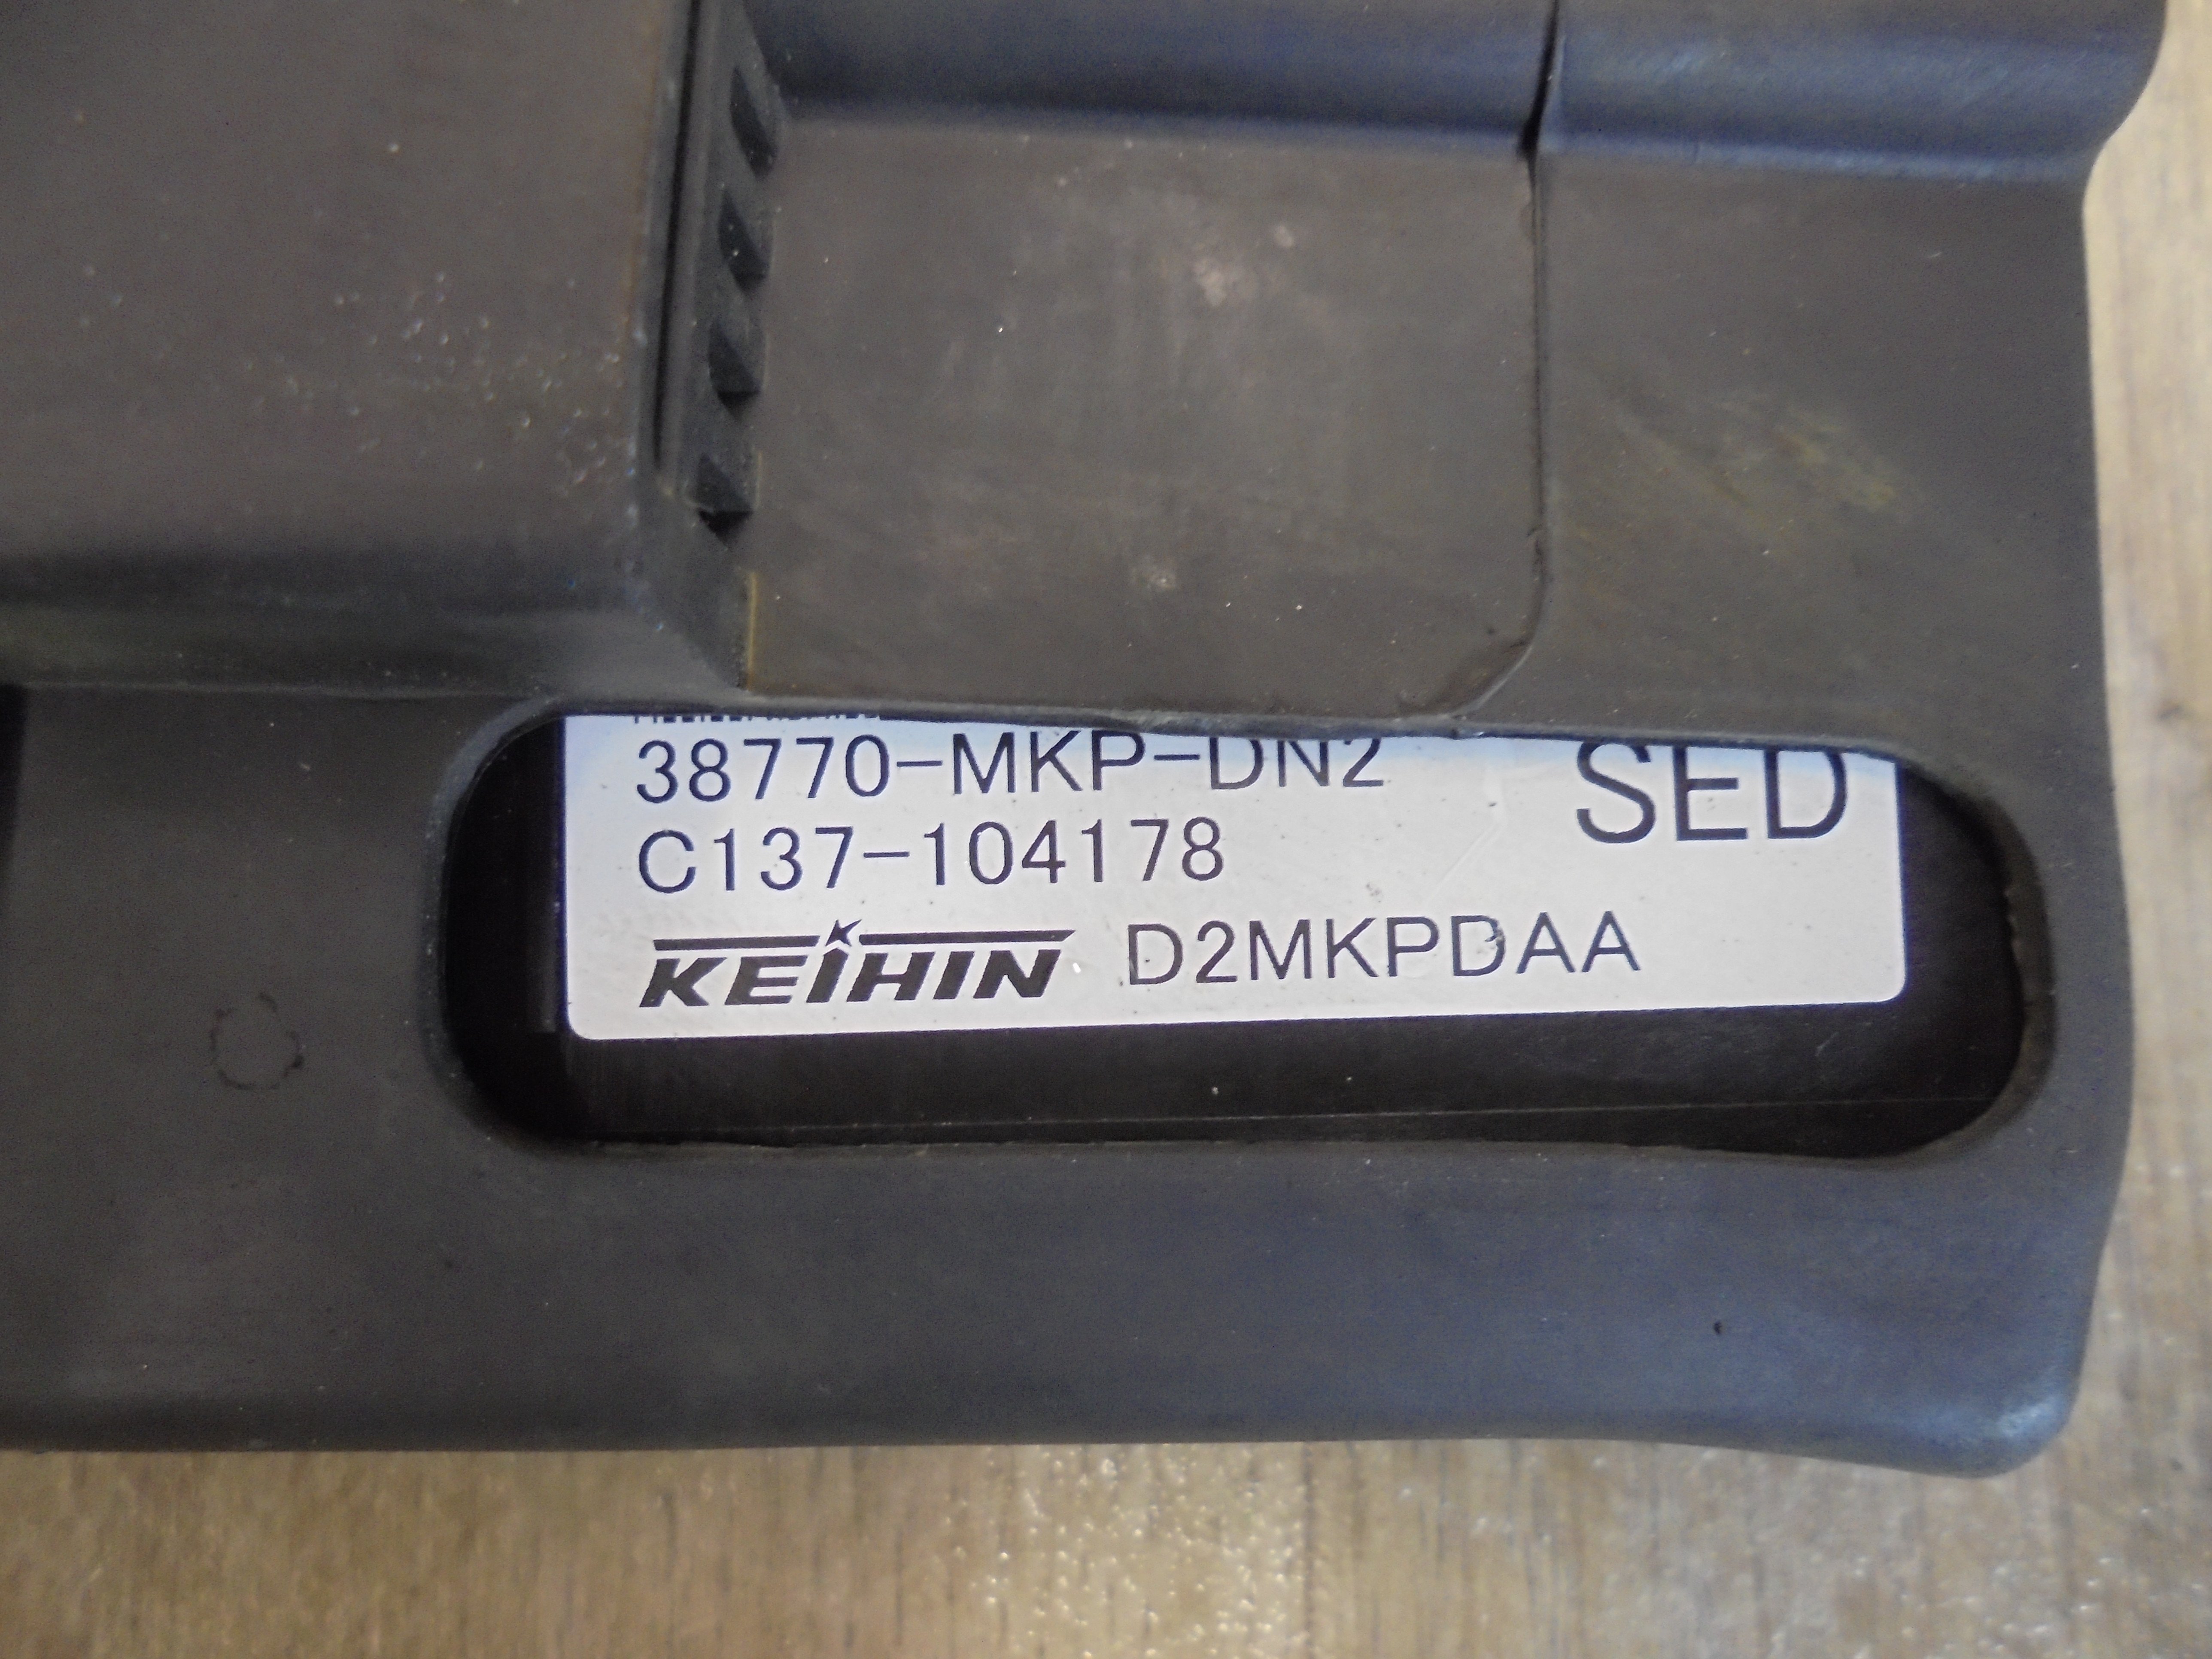 38770-MKP-DN2 SED
C137-104178
KEIHIN D2MKPDAA